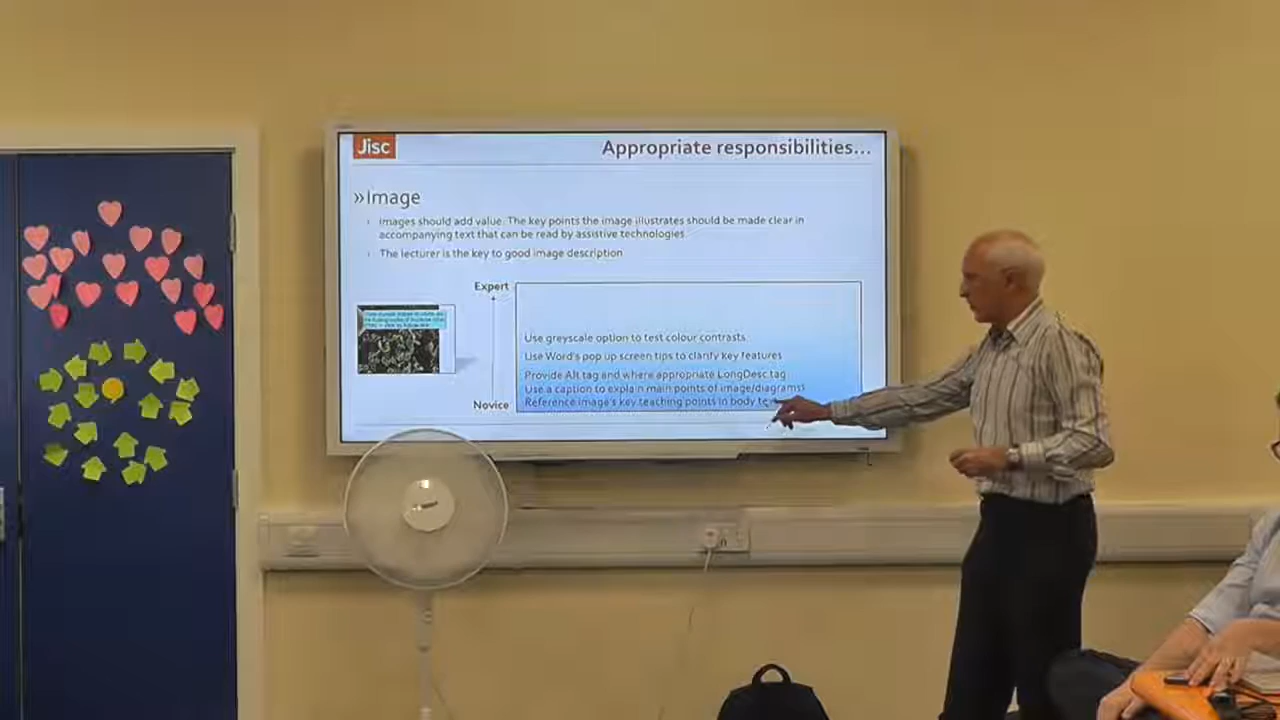 Jisc
Appropriate responsibilities...
»Image
› Images should add value. The key points the image illustrates should be made clear in
accompanying text that can be read by assistive technologies
› The lecturer is the key to good image description
Expert
Use greyscale option to test colour contrasts
Use Word's pop up screen tips to clarify key features
Provide Alt tag and where appropriate LongDesc tag
Use a caption to explain main points of image/diagrams!
Reference image's key teaching points in body
Novice